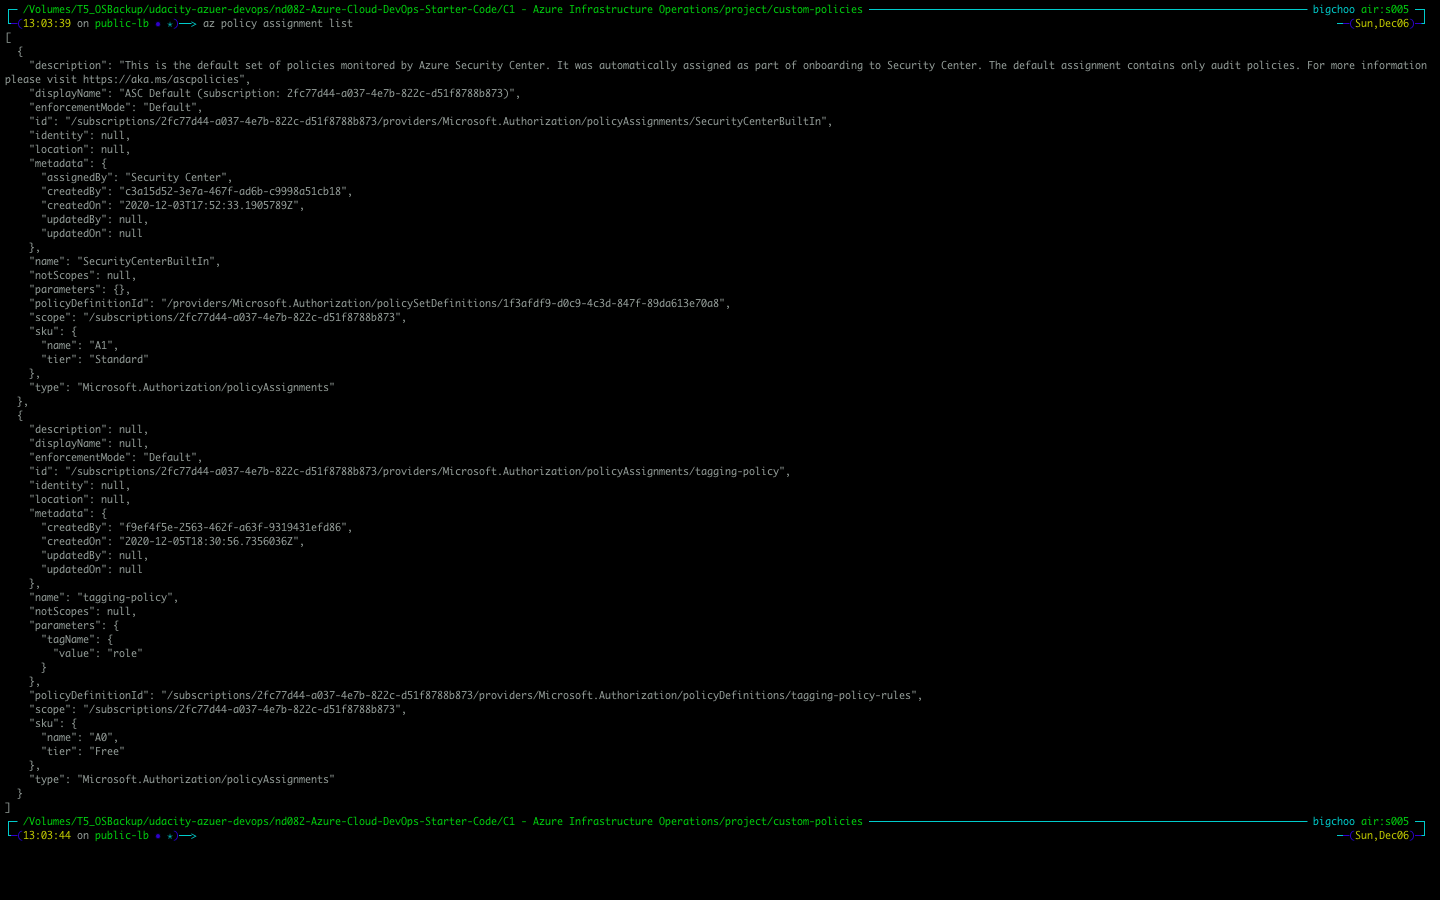 /Volumes/T5_OSBackup/udacity-azuer-devops/nd082-Azure-Cloud-DevOps-Starter-Code/C1 - Azure Infrastructure Operations/project/custom-policies bigchoo air:s005
(13:03:39 on public-lb ● ★)──> az policy assignment list (Sun,Dec06)
[
  {
    "description": "This is the default set of policies monitored by Azure Security Center. It was automatically assigned as part of onboarding to Security Center. The default assignment contains only audit policies. For more information
please visit https://aka.ms/ascpolicies",
    "displayName": "ASC Default (subscription: 2fc77d44-a037-4e7b-822c-d51f8788b873)",
    "enforcementMode": "Default",
    "id": "/subscriptions/2fc77d44-a037-4e7b-822c-d51f8788b873/providers/Microsoft.Authorization/policyAssignments/SecurityCenterBuiltIn",
    "identity": null,
    "location": null,
    "metadata": {
      "assignedBy": "Security Center",
      "createdBy": "c3a15d52-3e7a-467f-ad6b-c9998a51cb18",
      "createdOn": "2020-12-03T17:52:33.1905789Z",
      "updatedBy": null,
      "updatedOn": null
    },
    "name": "SecurityCenterBuiltIn",
    "notScopes": null,
    "parameters": {},
    "policyDefinitionId": "/providers/Microsoft.Authorization/policySetDefinitions/1f3afdf9-d0c9-4c3d-847f-89da613e70a8",
    "scope": "/subscriptions/2fc77d44-a037-4e7b-822c-d51f8788b873",
    "sku": {
      "name": "A1",
      "tier": "Standard"
    },
    "type": "Microsoft.Authorization/policyAssignments"
  },
  {
    "description": null,
    "displayName": null,
    "enforcementMode": "Default",
    "id": "/subscriptions/2fc77d44-a037-4e7b-822c-d51f8788b873/providers/Microsoft.Authorization/policyAssignments/tagging-policy",
    "identity": null,
    "location": null,
    "metadata": {
      "createdBy": "f9ef4f5e-2563-462f-a63f-9319431efd86",
      "createdOn": "2020-12-05T18:30:56.7356036Z",
      "updatedBy": null,
      "updatedOn": null
    },
    "name": "tagging-policy",
    "notScopes": null,
    "parameters": {
      "tagName": {
        "value": "role"
      }
    },
    "policyDefinitionId": "/subscriptions/2fc77d44-a037-4e7b-822c-d51f8788b873/providers/Microsoft.Authorization/policyDefinitions/tagging-policy-rules",
    "scope": "/subscriptions/2fc77d44-a037-4e7b-822c-d51f8788b873",
    "sku": {
      "name": "A0",
      "tier": "Free"
    },
    "type": "Microsoft.Authorization/policyAssignments"
  }
]
/Volumes/T5_OSBackup/udacity-azuer-devops/nd082-Azure-Cloud-DevOps-Starter-Code/C1 - Azure Infrastructure Operations/project/custom-policies bigchoo air:s005
(13:03:44 on public-lb ● ★)──> (Sun,Dec06)